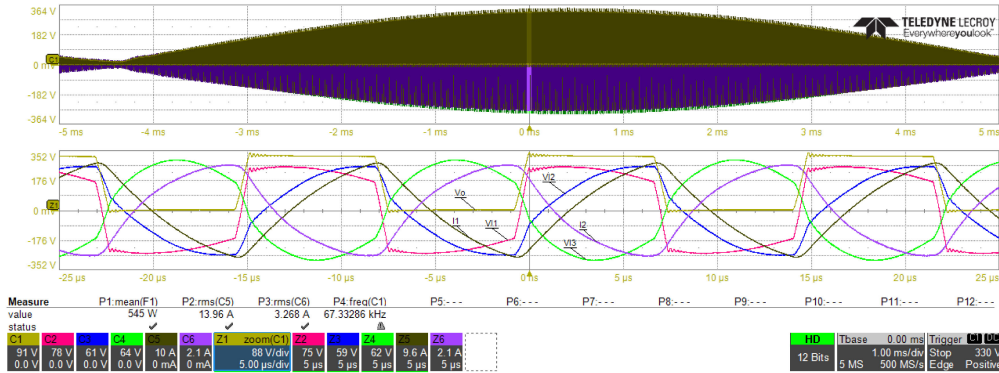 364 V
182 V
0 mV
-182 V
-364 V
C1
TELEDYNE LECROY
Everywhereyoulook™
-5 ms -4 ms -3 ms -2 ms -1 ms 0 ms 1 ms 2 ms 3 ms 4 ms 5 ms
352 V
176 V
0 mV
-176 V
-352 V
Z1
Vo I1 Vl1 Vl2 Vl3 I2
-25 µs -20 µs -15 µs -10 µs -5 µs 0 µs 5 µs 10 µs 15 µs 20 µs 25 µs
Measure P1:mean(F1) P2:rms(C5) P3:rms(C6) P4:freq(C1) P5:- - - P6:- - - P7:- - - P8:- - - P9:- - - P10:- - - P11:- - - P12:- - -
value 545 W 13.96 A 3.268 A 67.33286 kHz
status
C1 C2 C3 C4 C5 C6 Z1 zoom(C1) Z2 Z3 Z4 Z5 Z6 HD Tbase 0.00 ms Trigger C1 DC
91 V 78 V 61 V 64 V 10 A 2.1 A 88 V/div 75 V 59 V 62 V 9.6 A 2.1 A 12 Bits 1.00 ms/div Stop 330 V
0.0 V 0.0 V 0.0 V 0.0 V 0 mA 0 mA 5.00 µs/div 5 µs 5 µs 5 µs 5 µs 5 µs 5 MS 500 MS/s Edge Positive